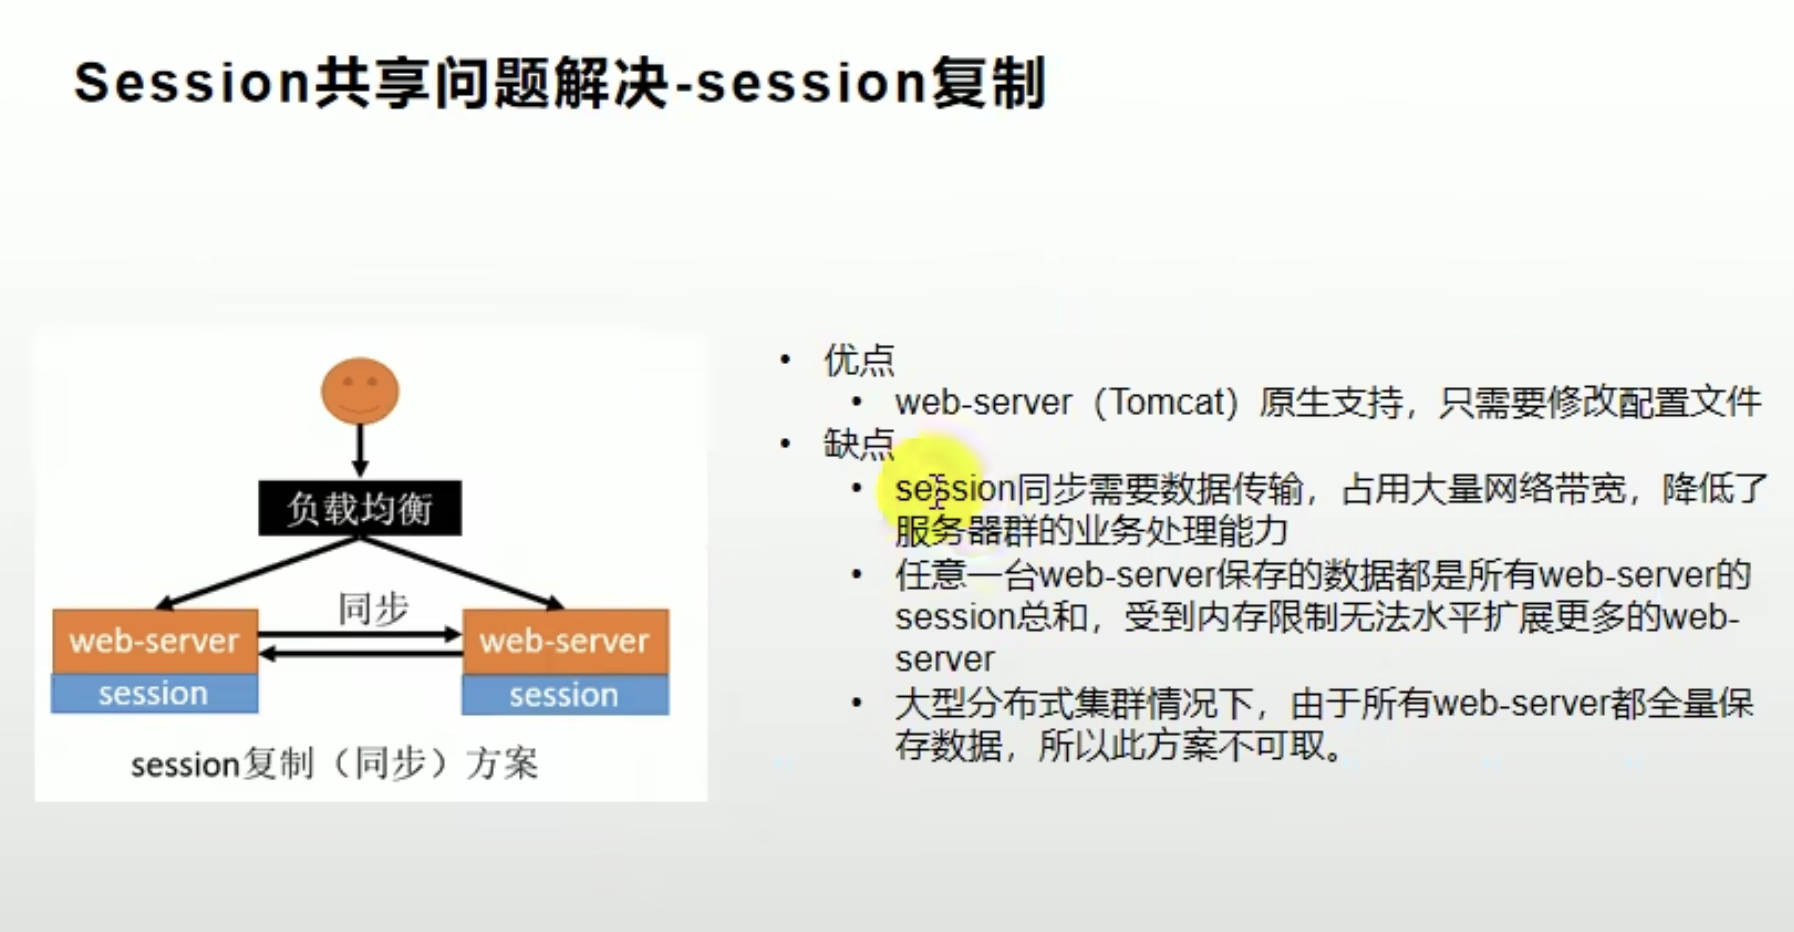 Session共享问题解决-session复制
负载均衡
同步
web-server
web-server
session
session
session复制（同步）方案
• 优点
• web-server（Tomcat）原生支持，只需要修改配置文件
• 缺点
• session同步需要数据传输，占用大量网络带宽，降低了
服务器群的业务处理能力
• 任意一台web-server保存的数据都是所有web-server的
session总和，受到内存限制无法水平扩展更多的web-
server
• 大型分布式集群情况下，由于所有web-server都全量保
存数据，所以此方案不可取。